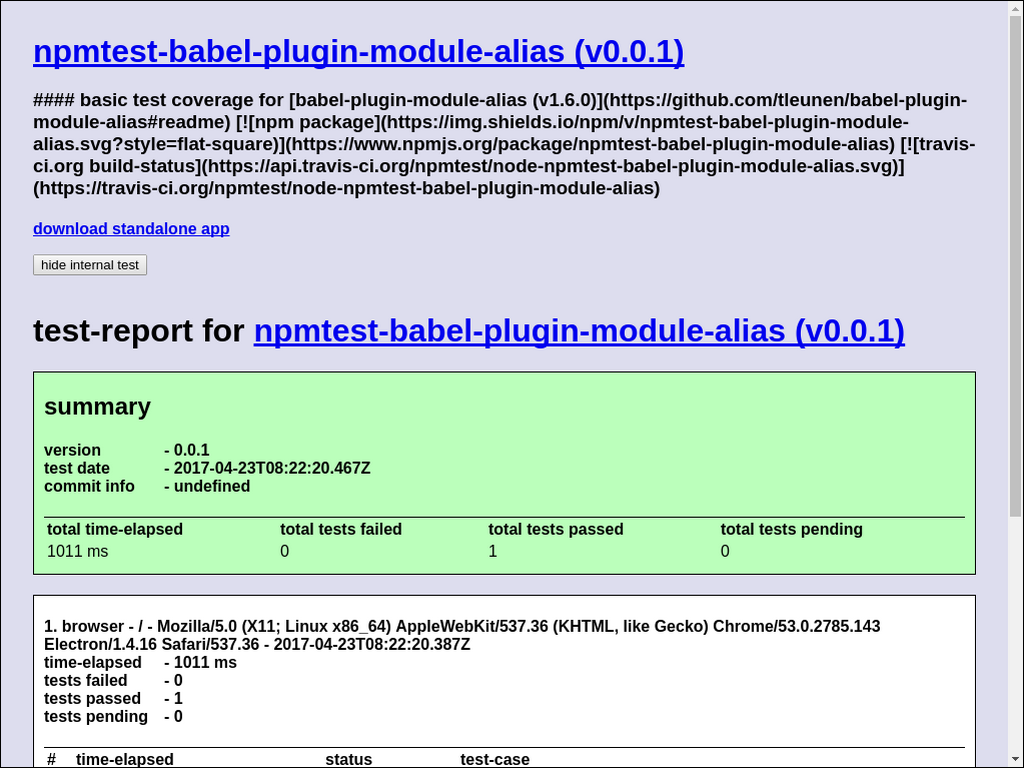 npmtest-babel-plugin-module-alias (v0.0.1)
#### basic test coverage for [babel-plugin-module-alias (v1.6.0)](https://github.com/tleunen/babel-plugin-
module-alias#readme) [![npm package](https://img.shields.io/npm/v/npmtest-babel-plugin-module-
alias.svg?style=flat-square)](https://www.npmjs.org/package/npmtest-babel-plugin-module-alias) [![travis-
ci.org build-status](https://api.travis-ci.org/npmtest/node-npmtest-babel-plugin-module-alias.svg)]
(https://travis-ci.org/npmtest/node-npmtest-babel-plugin-module-alias)
download standalone app
hide internal test
test-report for npmtest-babel-plugin-module-alias (v0.0.1)
summary
version - 0.0.1
test date - 2017-04-23T08:22:20.467Z
commit info - undefined
total time-elapsed total tests failed total tests passed total tests pending
1011 ms 0 1 0
1. browser - / - Mozilla/5.0 (X11; Linux x86_64) AppleWebKit/537.36 (KHTML, like Gecko) Chrome/53.0.2785.143
Electron/1.4.16 Safari/537.36 - 2017-04-23T08:22:20.387Z
time-elapsed - 1011 ms
tests failed - 0
tests passed - 1
tests pending - 0
# time-elapsed status test-case